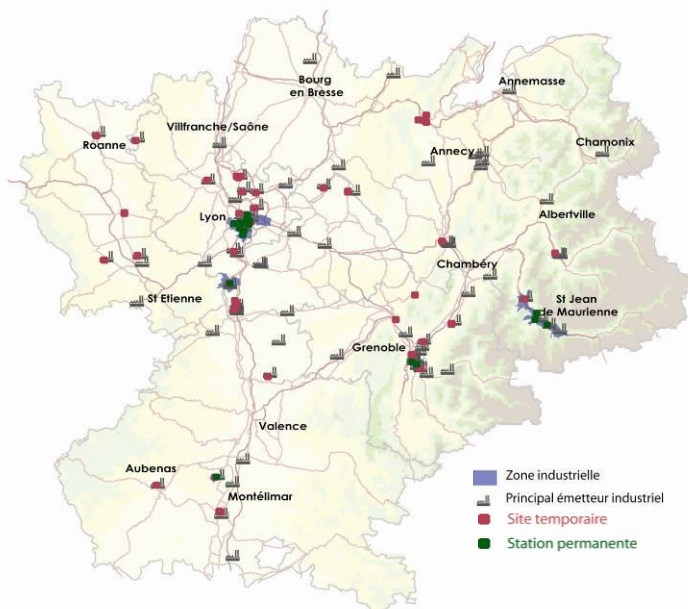 Bourg
en Bresse
Annemasse
Villfranche/Saône
Roanne
Annecy
Chamonix
Lyon
Albertville
Chambéry
St Etienne
St Jean
de Maurienne
Grenoble
Valence
Aubenas
Montélimar
Zone industrielle
Principal émetteur industriel
Site temporaire
Station permanente